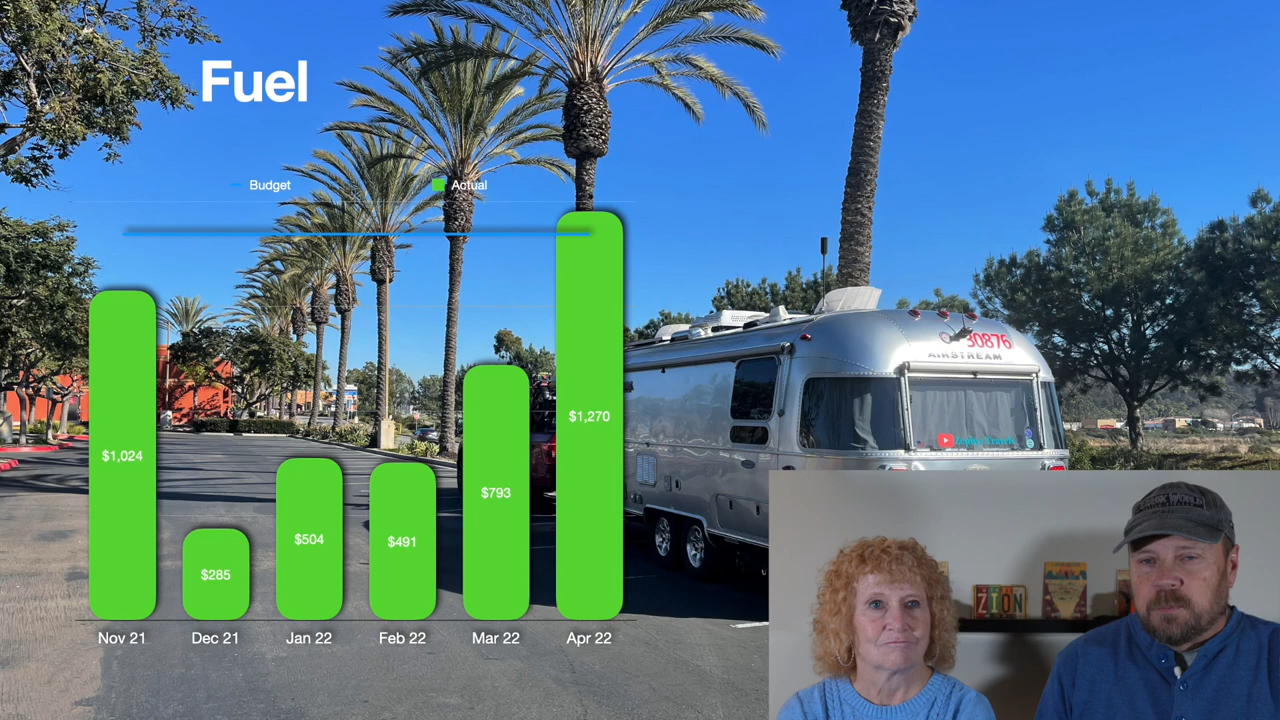 Fuel
Budget
Actual
$1,024
$285
$504
$491
$793
$1,270
Nov 21
Dec 21
Jan 22
Feb 22
Mar 22
Apr 22
30876
AIRSTREAM
ZION